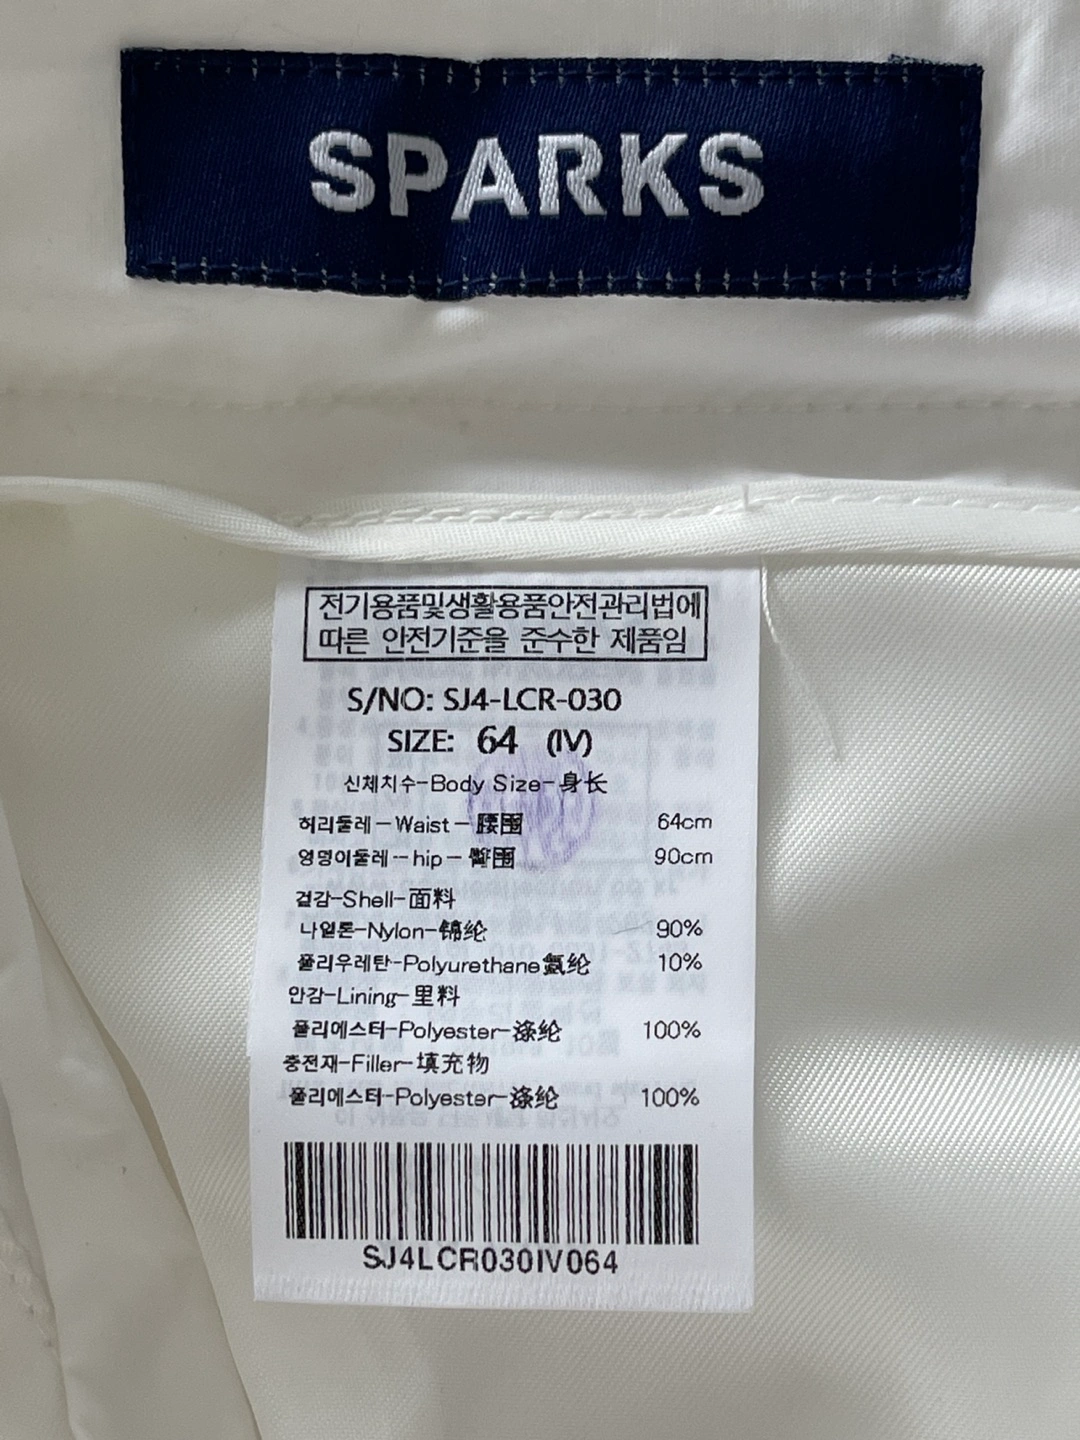 SPARKS
전기용품및생활용품안전관리법에
따른 안전기준을 준수한 제품임
S/NO: SJ4-LCR-030
SIZE: 64 (IV)
신체치수-Body Size-身长
허리둘레-Waist-腰围 64cm
엉덩이둘레-hip-臀围 90cm
겉감-Shell-面料
나일론-Nylon-锦纶 90%
폴리우레탄-Polyurethane氨纶 10%
안감-Lining-里料
폴리에스터-Polyester-涤纶 100%
충전재-Filler-填充物
폴리에스터-Polyester-涤纶 100%
SJ4LCR030IV064